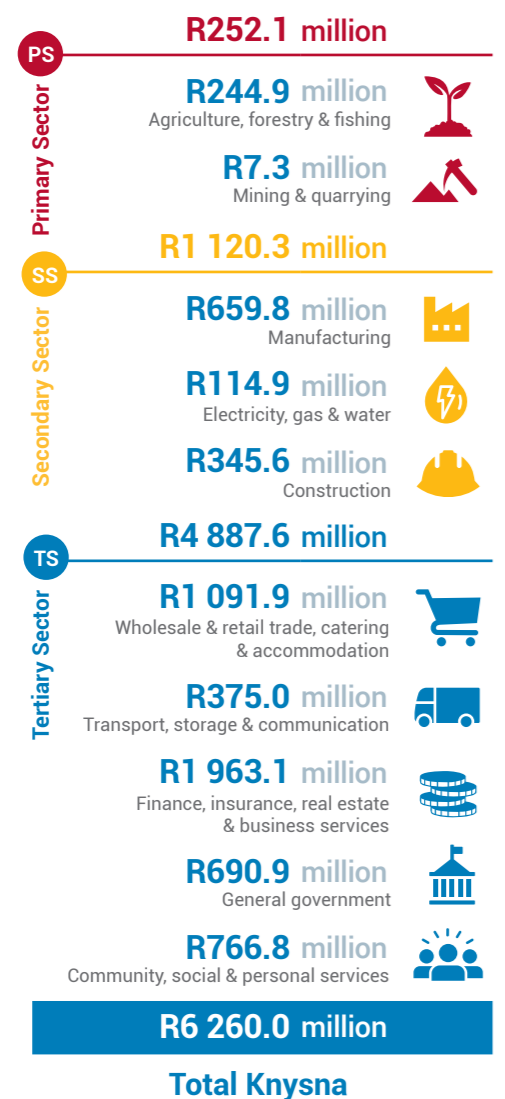 R252.1 million
PS
Primary Sector
R244.9 million
Agriculture, forestry & fishing
R7.3 million
Mining & quarrying
R1 120.3 million
SS
Secondary Sector
R659.8 million
Manufacturing
R114.9 million
Electricity, gas & water
R345.6 million
Construction
R4 887.6 million
TS
Tertiary Sector
R1 091.9 million
Wholesale & retail trade, catering
& accommodation
R375.0 million
Transport, storage & communication
R1 963.1 million
Finance, insurance, real estate
& business services
R690.9 million
General government
R766.8 million
Community, social & personal services
R6 260.0 million
Total Knysna